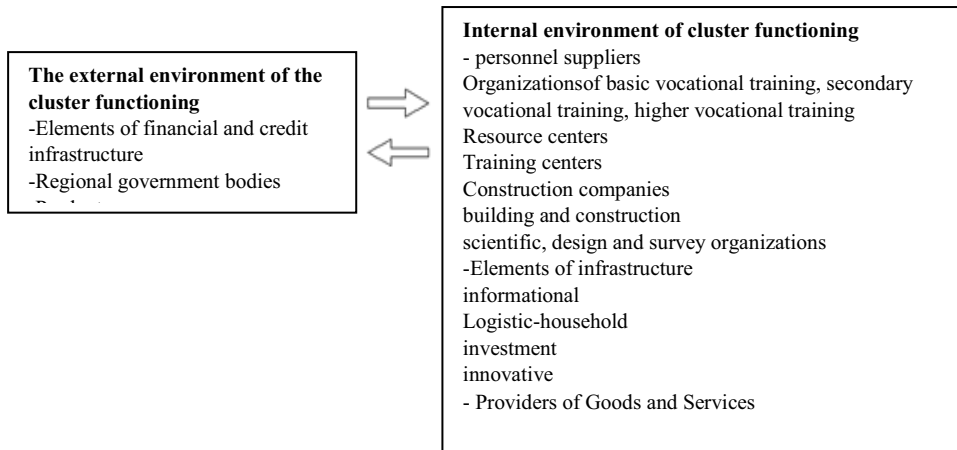 The external environment of the
cluster functioning
-Elements of financial and credit
infrastructure
-Regional government bodies
Internal environment of cluster functioning
- personnel suppliers
Organizationsof basic vocational training, secondary
vocational training, higher vocational training
Resource centers
Training centers
Construction companies
building and construction
scientific, design and survey organizations
-Elements of infrastructure
informational
Logistic-household
investment
innovative
- Providers of Goods and Services